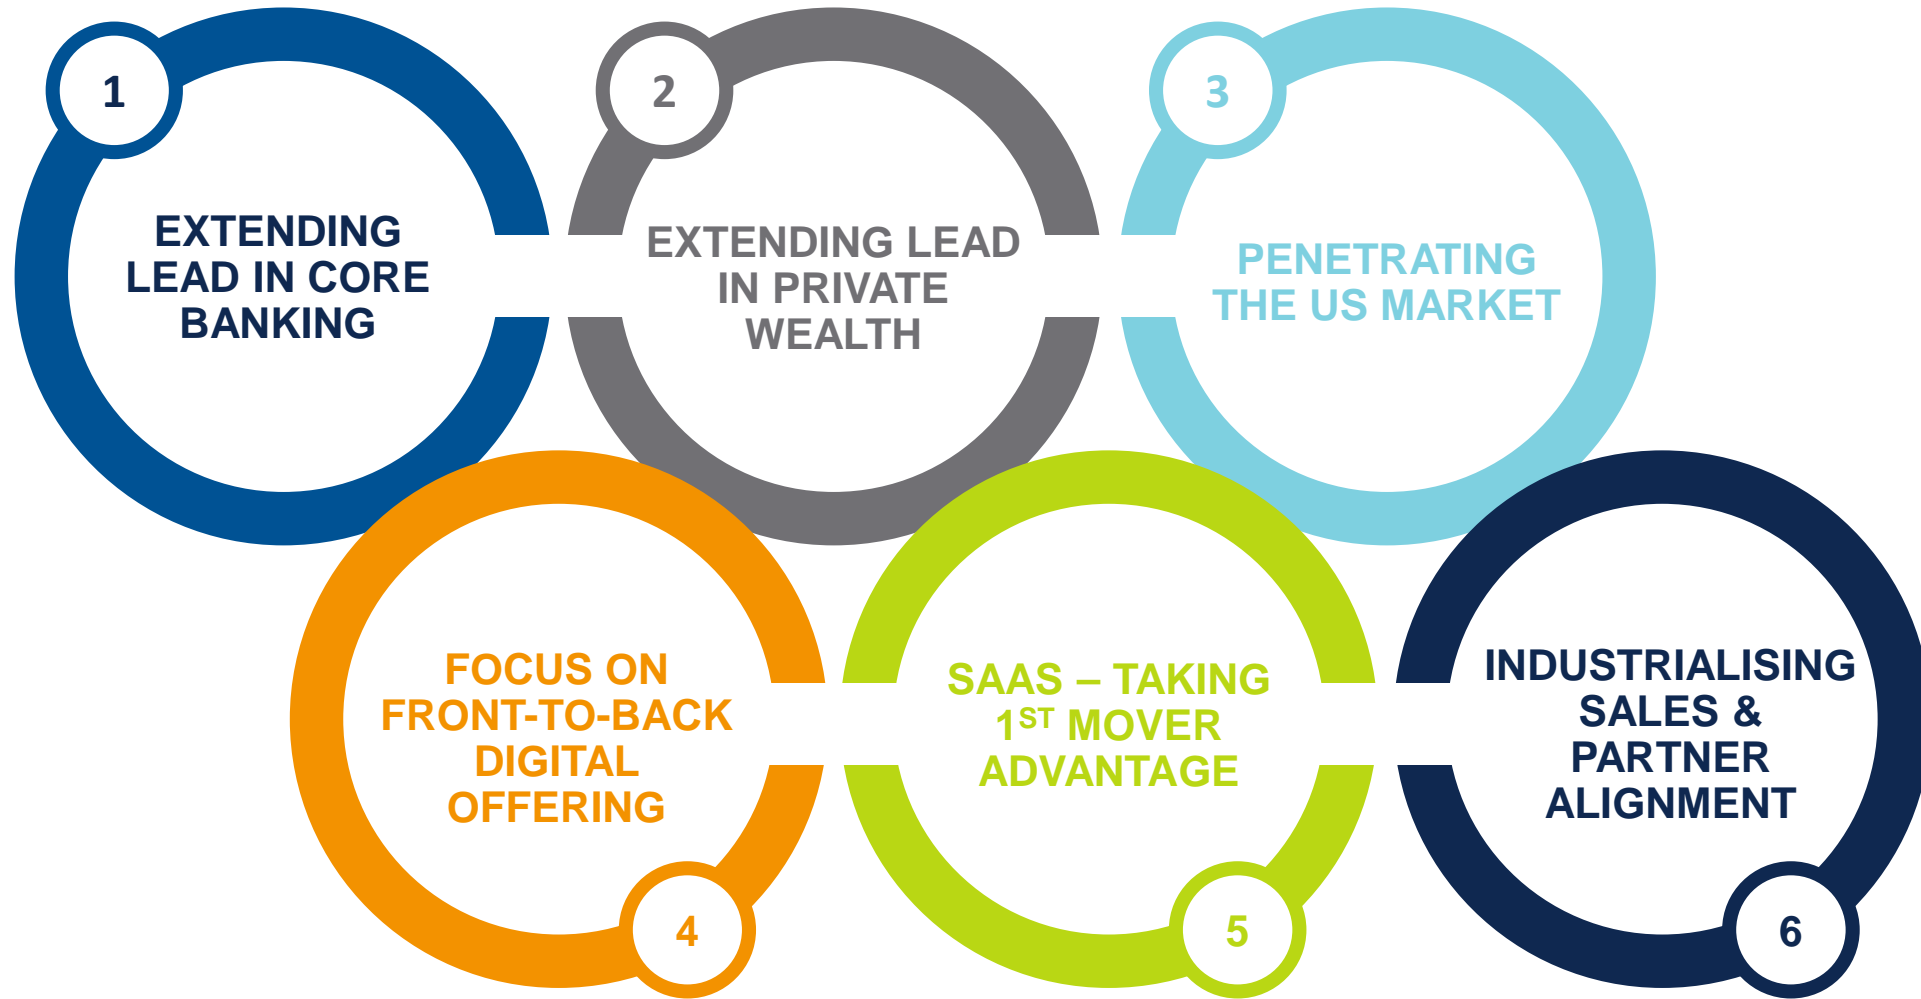 1
EXTENDING
LEAD IN CORE
BANKING
2
EXTENDING LEAD
IN PRIVATE
WEALTH
3
PENETRATING
THE US MARKET
FOCUS ON
FRONT-TO-BACK
DIGITAL
OFFERING
4
SAAS – TAKING
1ST MOVER
ADVANTAGE
5
INDUSTRIALISING
SALES &
PARTNER
ALIGNMENT
6